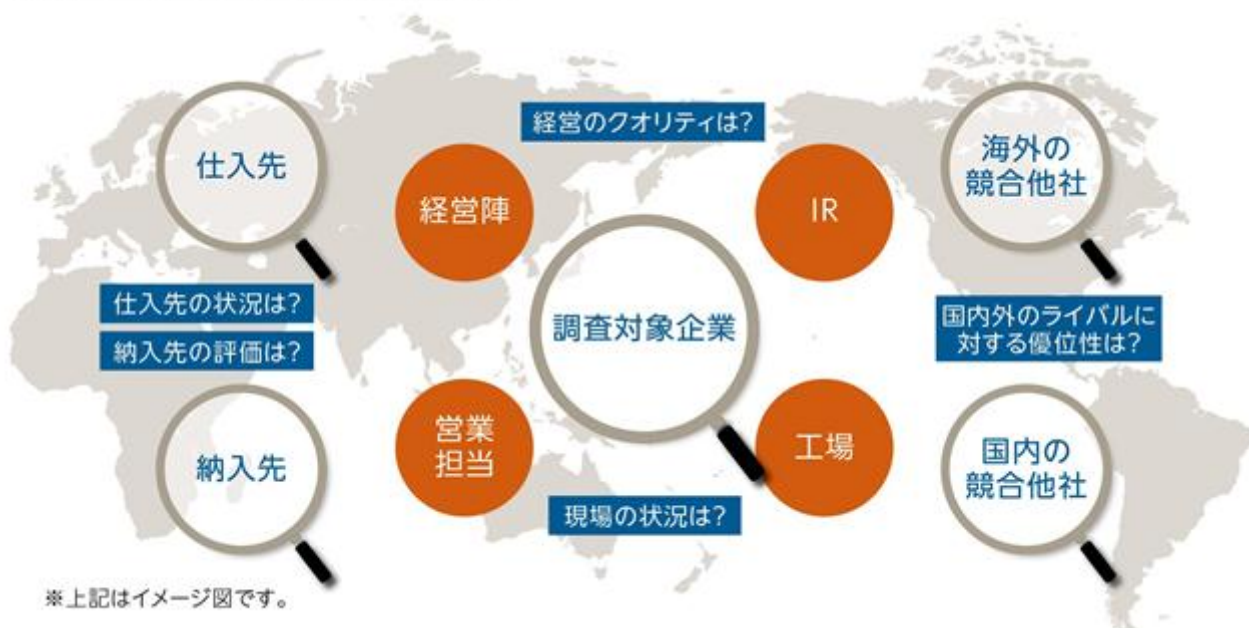 仕入先
仕入先の状況は?
納入先の評価は?
納入先
経営のクオリティは?
経営陣
IR
調査対象企業
営業
担当
工場
現場の状況は?
海外の
競合他社
国内外のライバルに
対する優位性は?
国内の
競合他社
※上記はイメージ図です。